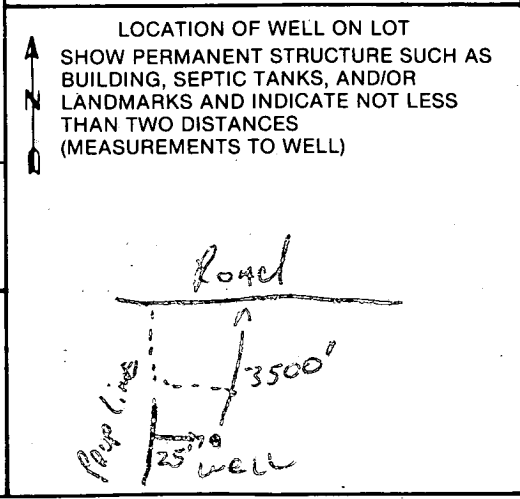 LOCATION OF WELL ON LOT
SHOW PERMANENT STRUCTURE SUCH AS
BUILDING, SEPTIC TANKS, AND/OR
N LANDMARKS AND INDICATE NOT LESS
THAN TWO DISTANCES
(MEASUREMENTS TO WELL)
Road
3500'
Prop Line
25'
WELL